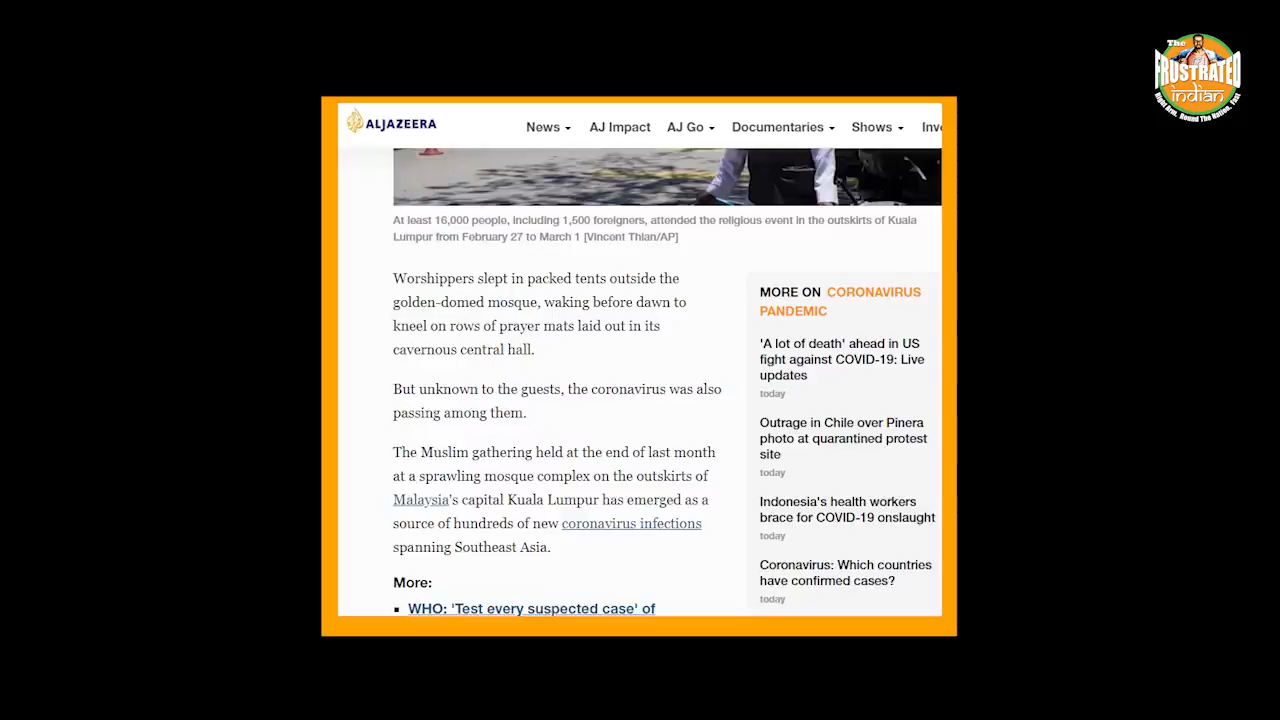 The
FRUSTRATED
indian
Right Arm, Round The Nation, Fast
ALJAZEERA
News
AJ Impact
AJ Go
Documentaries
Shows
Inve
At least 16,000 people, including 1,500 foreigners, attended the religious event in the outskirts of Kuala
Lumpur from February 27 to March 1 [Vincent Thian/AP]
Worshippers slept in packed tents outside the
golden-domed mosque, waking before dawn to
kneel on rows of prayer mats laid out in its
cavernous central hall.
But unknown to the guests, the coronavirus was also
passing among them.
The Muslim gathering held at the end of last month
at a sprawling mosque complex on the outskirts of
Malaysia's capital Kuala Lumpur has emerged as a
source of hundreds of new coronavirus infections
spanning Southeast Asia.
More:
▪ WHO: 'Test every suspected case' of
MORE ON CORONAVIRUS
PANDEMIC
'A lot of death' ahead in US
fight against COVID-19: Live
updates
today
Outrage in Chile over Pinera
photo at quarantined protest
site
today
Indonesia's health workers
brace for COVID-19 onslaught
today
Coronavirus: Which countries
have confirmed cases?
today